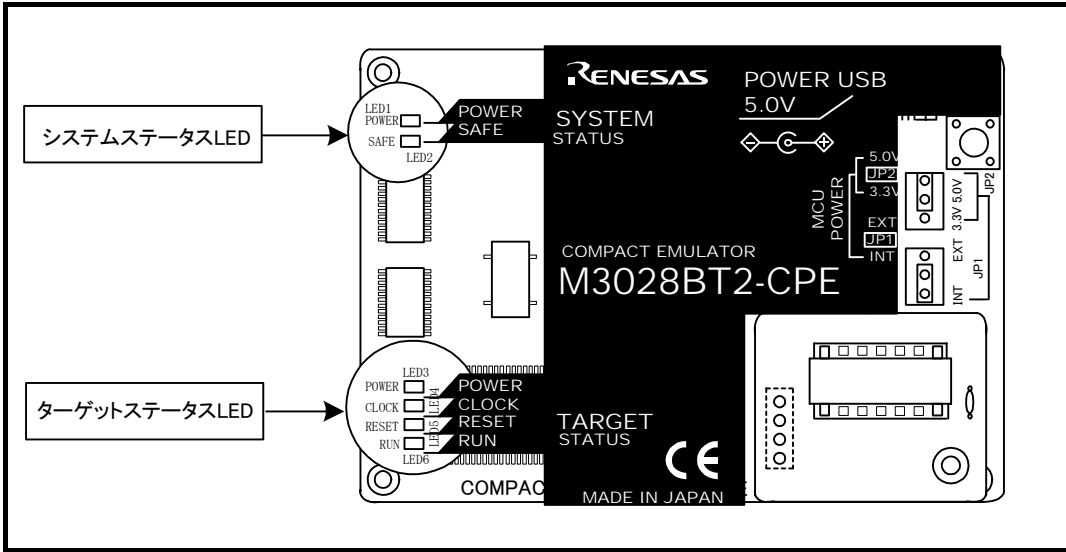 システムステータスLED
LED1
POWER
SAFE
LED2
POWER
SAFE
RENESAS
SYSTEM
STATUS
POWER USB
5.0V
5.0V
JP2
3.3V
MCU
POWER
EXT
JP1
INT
3.3V 5.0V
JP2
EXT
INT
JP1
COMPACT EMULATOR
M3028BT2-CPE
ターゲットステータスLED
LED3
POWER
CLOCK
LED4
RESET
LED5
RUN
LED6
POWER
CLOCK
RESET
RUN
TARGET
STATUS
CE
COMPAC
MADE IN JAPAN